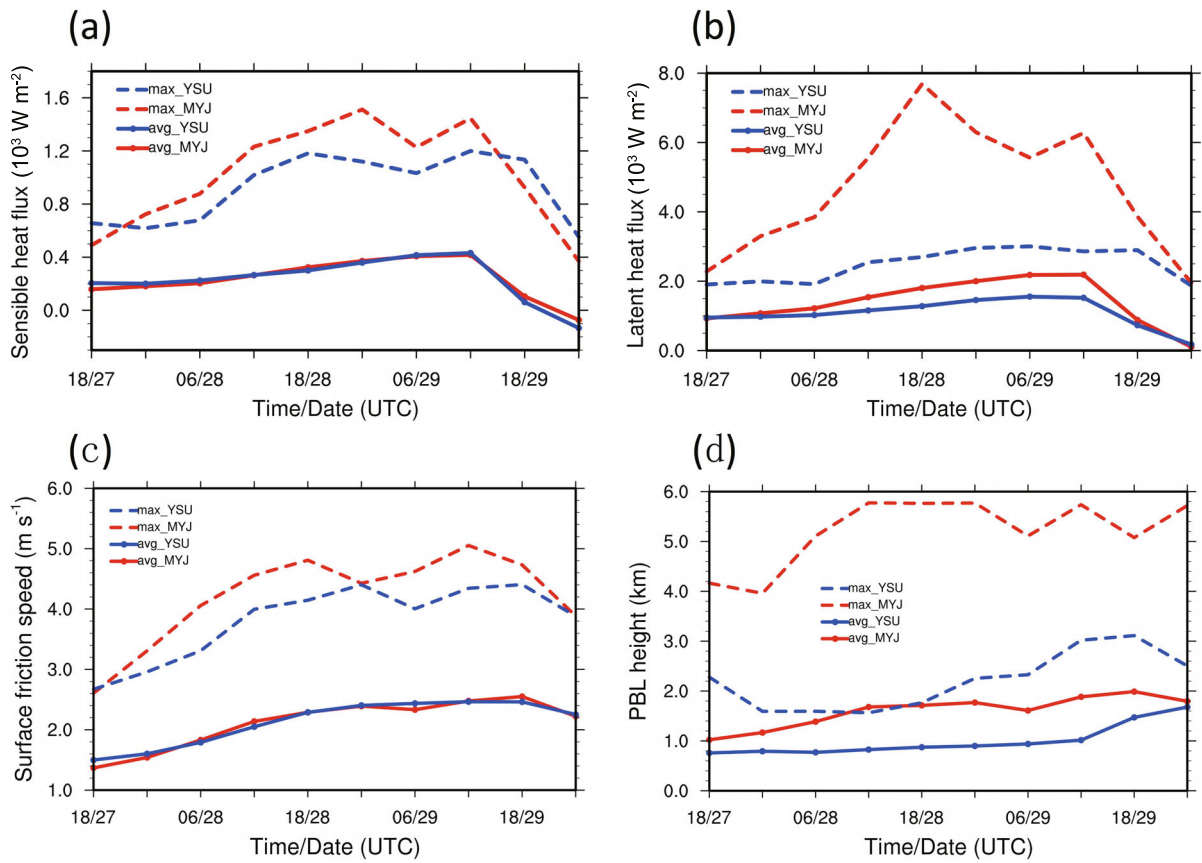 (a)
Sensible heat flux (10³ W m⁻²)
1.6
1.2
0.8
0.4
0.0
max_YSU
max_MYJ
avg_YSU
avg_MYJ
18/27 06/28 18/28 06/29 18/29
Time/Date (UTC)
(b)
Latent heat flux (10³ W m⁻²)
8.0
6.0
4.0
2.0
0.0
max_YSU
max_MYJ
avg_YSU
avg_MYJ
18/27 06/28 18/28 06/29 18/29
Time/Date (UTC)
(c)
Surface friction speed (m s⁻¹)
6.0
5.0
4.0
3.0
2.0
1.0
max_YSU
max_MYJ
avg_YSU
avg_MYJ
18/27 06/28 18/28 06/29 18/29
Time/Date (UTC)
(d)
PBL height (km)
6.0
5.0
4.0
3.0
2.0
1.0
0.0
max_YSU
max_MYJ
avg_YSU
avg_MYJ
18/27 06/28 18/28 06/29 18/29
Time/Date (UTC)